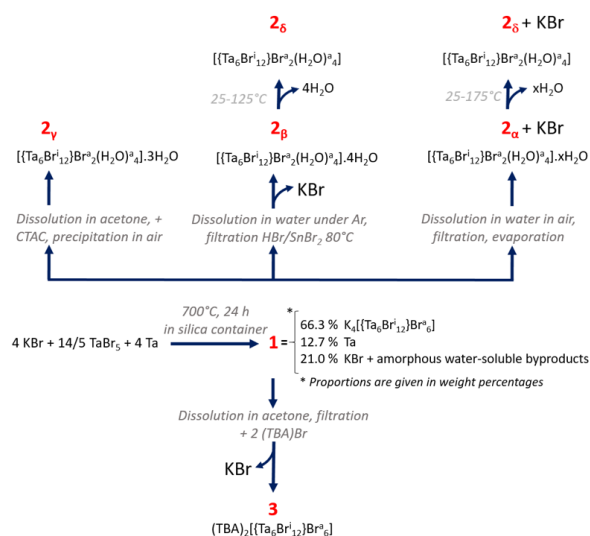 2δ
2δ + KBr
[{Ta6Brⁱ12}Brᵃ2(H2O)ᵃ4]
[{Ta6Brⁱ12}Brᵃ2(H2O)ᵃ4]
25-125°C
4H2O
25-175°C
xH2O
2γ
2β
2α + KBr
[{Ta6Brⁱ12}Brᵃ2(H2O)ᵃ4].3H2O
[{Ta6Brⁱ12}Brᵃ2(H2O)ᵃ4].4H2O
[{Ta6Brⁱ12}Brᵃ2(H2O)ᵃ4].xH2O
KBr
Dissolution in acetone, +
CTAC, precipitation in air
Dissolution in water under Ar,
filtration HBr/SnBr2 80°C
Dissolution in water in air,
filtration, evaporation
700°C, 24 h
in silica container
4 KBr + 14/5 TaBr5 + 4 Ta
1 =
*
66.3 % K4[{Ta6Brⁱ12}Brᵃ6]
12.7 % Ta
21.0 % KBr + amorphous water-soluble byproducts
* Proportions are given in weight percentages
Dissolution in acetone, filtration
+ 2 (TBA)Br
KBr
3
(TBA)2[{Ta6Brⁱ12}Brᵃ6]